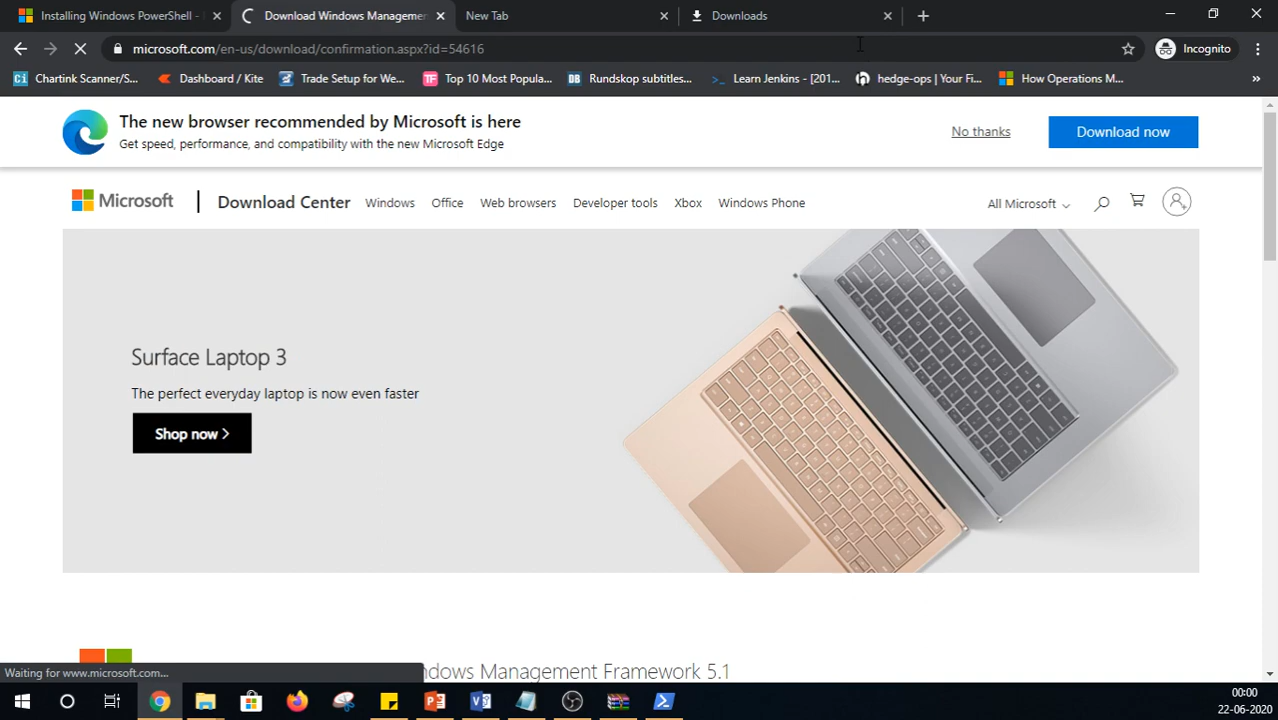 Installing Windows PowerShell -
Download Windows Managemer
New Tab
Downloads
microsoft.com/en-us/download/confirmation.aspx?id=54616
Incognito
Chartink Scanner/S...
Dashboard / Kite
Trade Setup for We...
Top 10 Most Popula...
Rundskop subtitles...
Learn Jenkins - [201...
hedge-ops | Your Fi...
How Operations M...
»
The new browser recommended by Microsoft is here
Get speed, performance, and compatibility with the new Microsoft Edge
No thanks
Download now
Microsoft
Download Center
Windows
Office
Web browsers
Developer tools
Xbox
Windows Phone
All Microsoft
Surface Laptop 3
The perfect everyday laptop is now even faster
Shop now >
ndows Management Framework 5.1
Waiting for www.microsoft.com...
00:00
22-06-2020